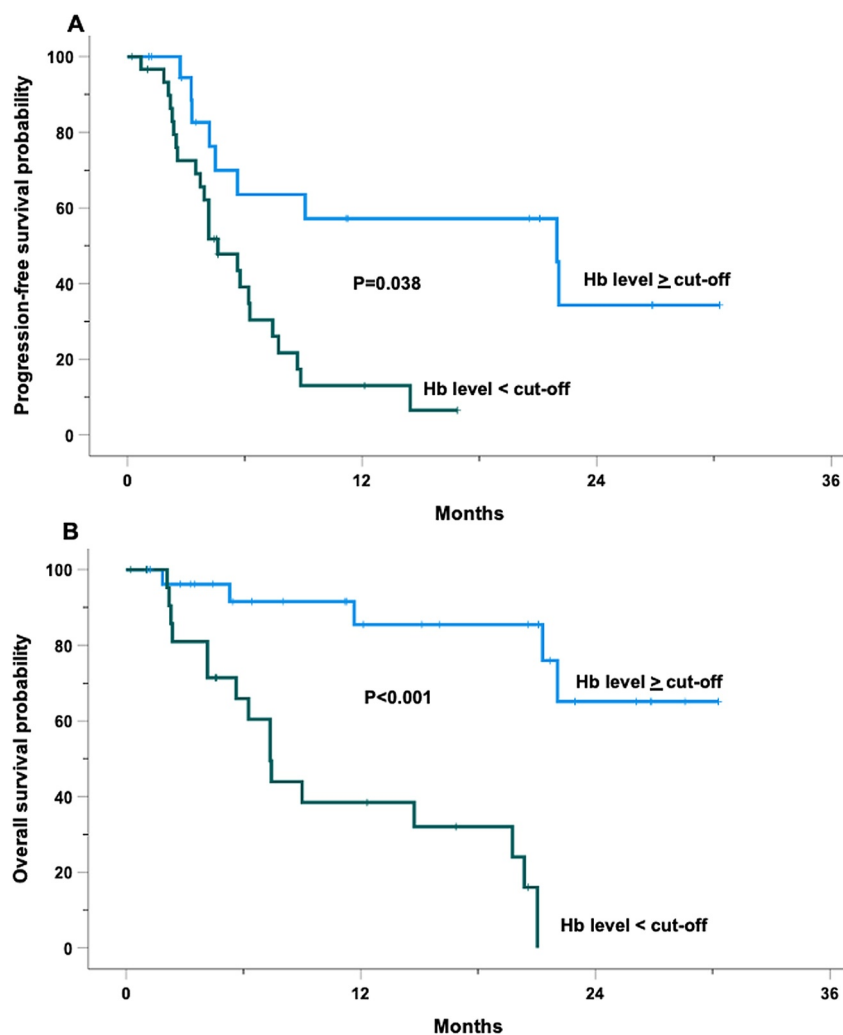 A
Progression-free survival probability
100
80
60
40
20
0
P=0.038
Hb level ≥ cut-off
Hb level < cut-off
0 12 24 36
Months
B
Overall survival probability
100
80
60
40
20
0
P<0.001
Hb level ≥ cut-off
Hb level < cut-off
0 12 24 36
Months